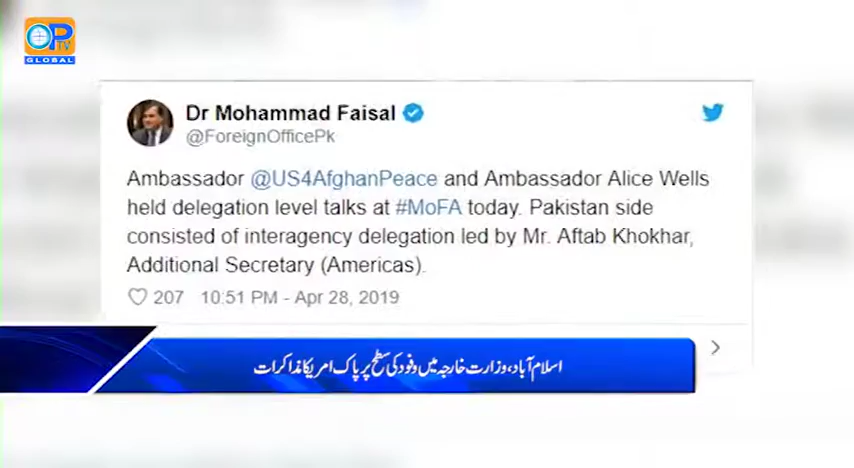 OPTV
GLOBAL
Dr Mohammad Faisal
@ForeignOfficePk
Ambassador @US4AfghanPeace and Ambassador Alice Wells
held delegation level talks at #MoFA today. Pakistan side
consisted of interagency delegation led by Mr. Aftab Khokhar,
Additional Secretary (Americas).
207 10:51 PM - Apr 28, 2019
اسلام آباد، وزارت خارجہ میں وفود کی سطح پر پاک امریکا مذاکرات